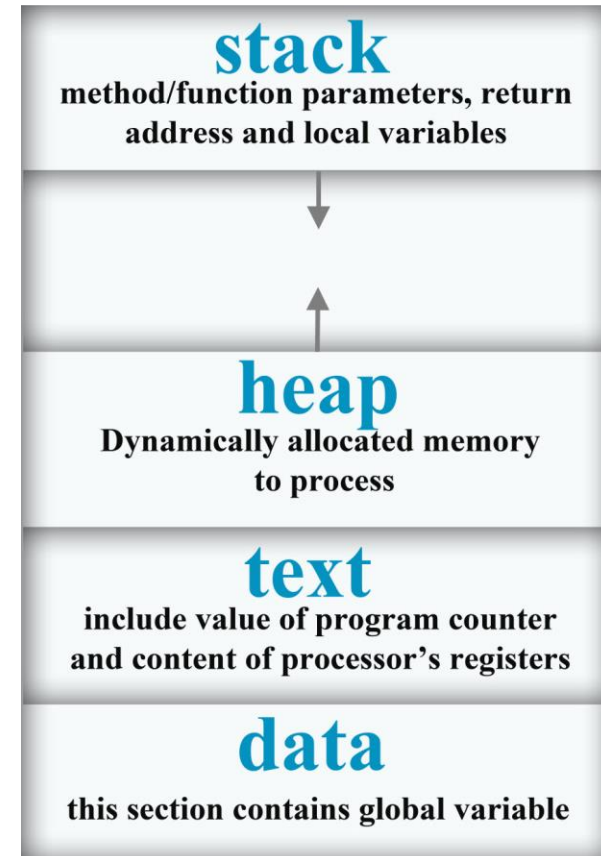 stack
method/function parameters, return
address and local variables
heap
Dynamically allocated memory
to process
text
include value of program counter
and content of processor’s registers
data
this section contains global variable